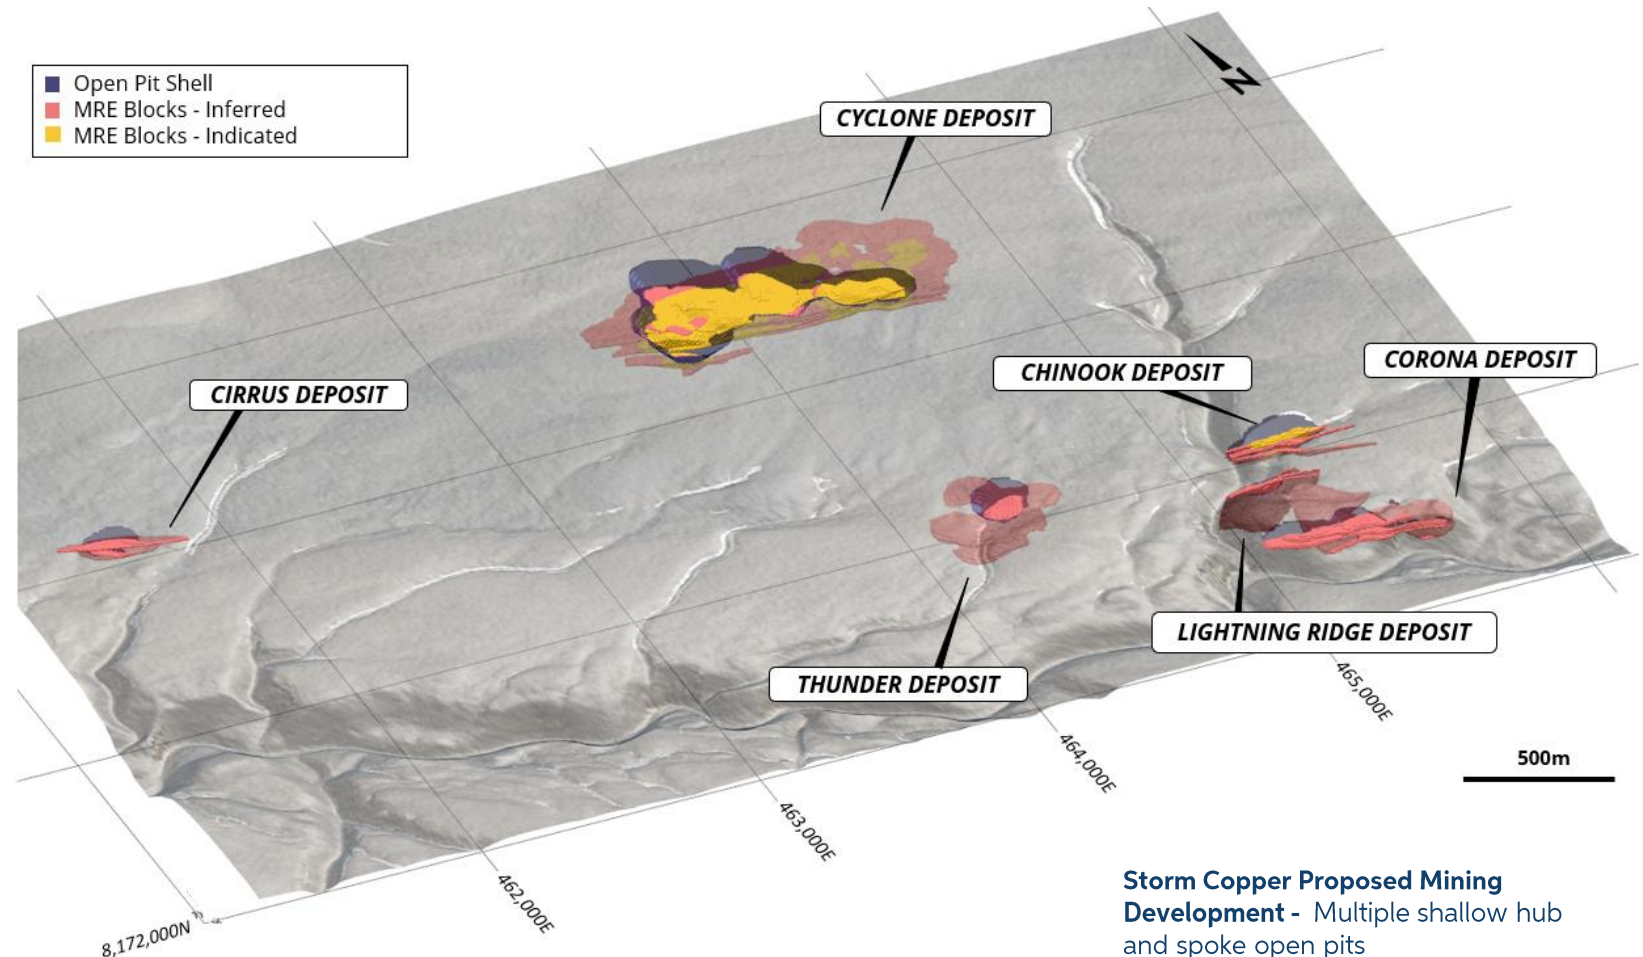 Open Pit Shell
MRE Blocks - Inferred
MRE Blocks - Indicated
N
CYCLONE DEPOSIT
CHINOOK DEPOSIT
CORONA DEPOSIT
CIRRUS DEPOSIT
LIGHTNING RIDGE DEPOSIT
THUNDER DEPOSIT
465,000E
464,000E
463,000E
462,000E
8,172,000N
500m
Storm Copper Proposed Mining
Development - Multiple shallow hub
and spoke open pits